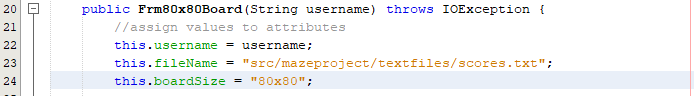 20 public Frm80x80Board(String username) throws IOException {
21 //assign values to attributes
22 this.username = username;
23 this.fileName = "src/mazeproject/textfiles/scores.txt";
24 this.boardSize = "80x80";